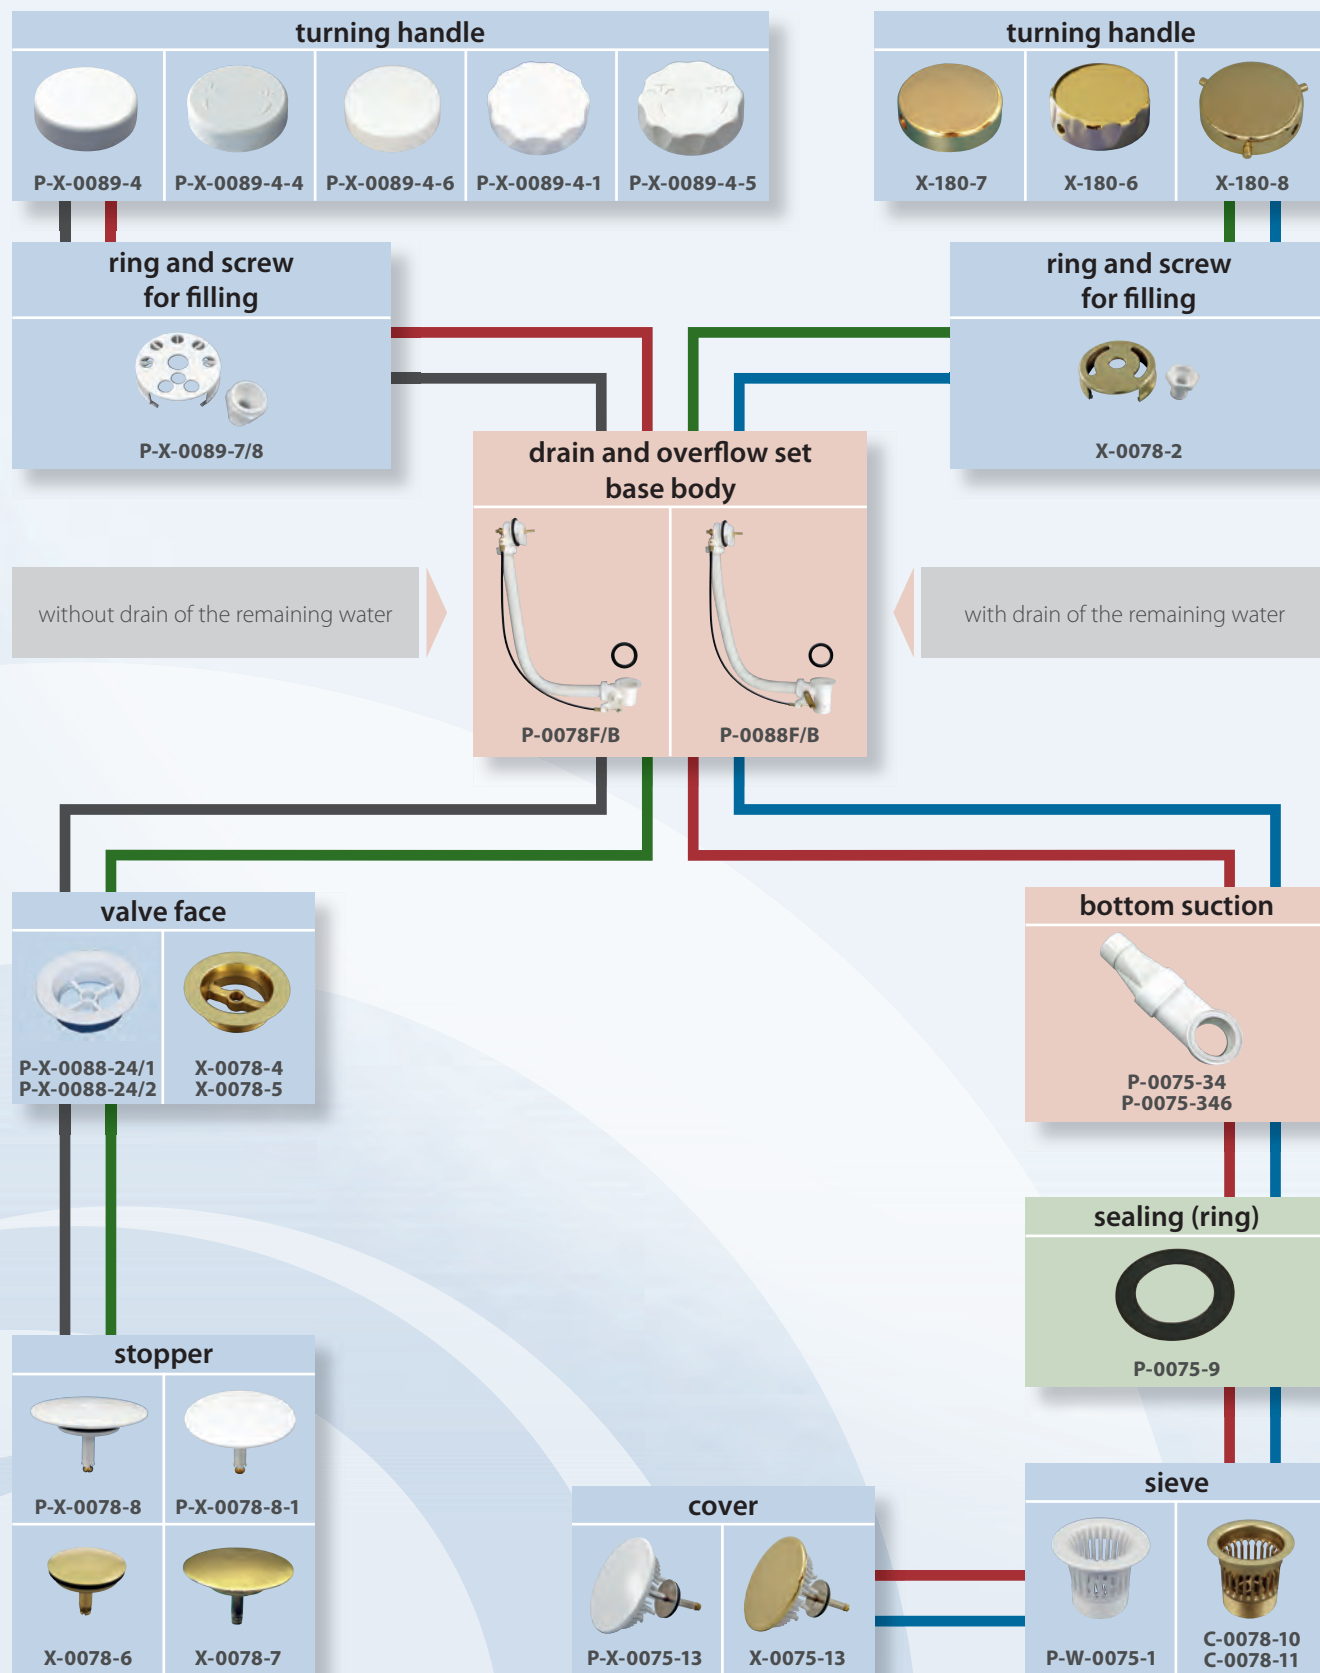 turning handle
P-X-0089-4
P-X-0089-4-4
P-X-0089-4-6
P-X-0089-4-1
P-X-0089-4-5
turning handle
X-180-7
X-180-6
X-180-8
ring and screw
for filling
P-X-0089-7/8
ring and screw
for filling
X-0078-2
drain and overflow set
base body
P-0078F/B
P-0088F/B
without drain of the remaining water
with drain of the remaining water
valve face
P-X-0088-24/1
P-X-0088-24/2
X-0078-4
X-0078-5
bottom suction
P-0075-34
P-0075-346
sealing (ring)
P-0075-9
stopper
P-X-0078-8
P-X-0078-8-1
X-0078-6
X-0078-7
cover
P-X-0075-13
X-0075-13
sieve
P-W-0075-1
C-0078-10
C-0078-11